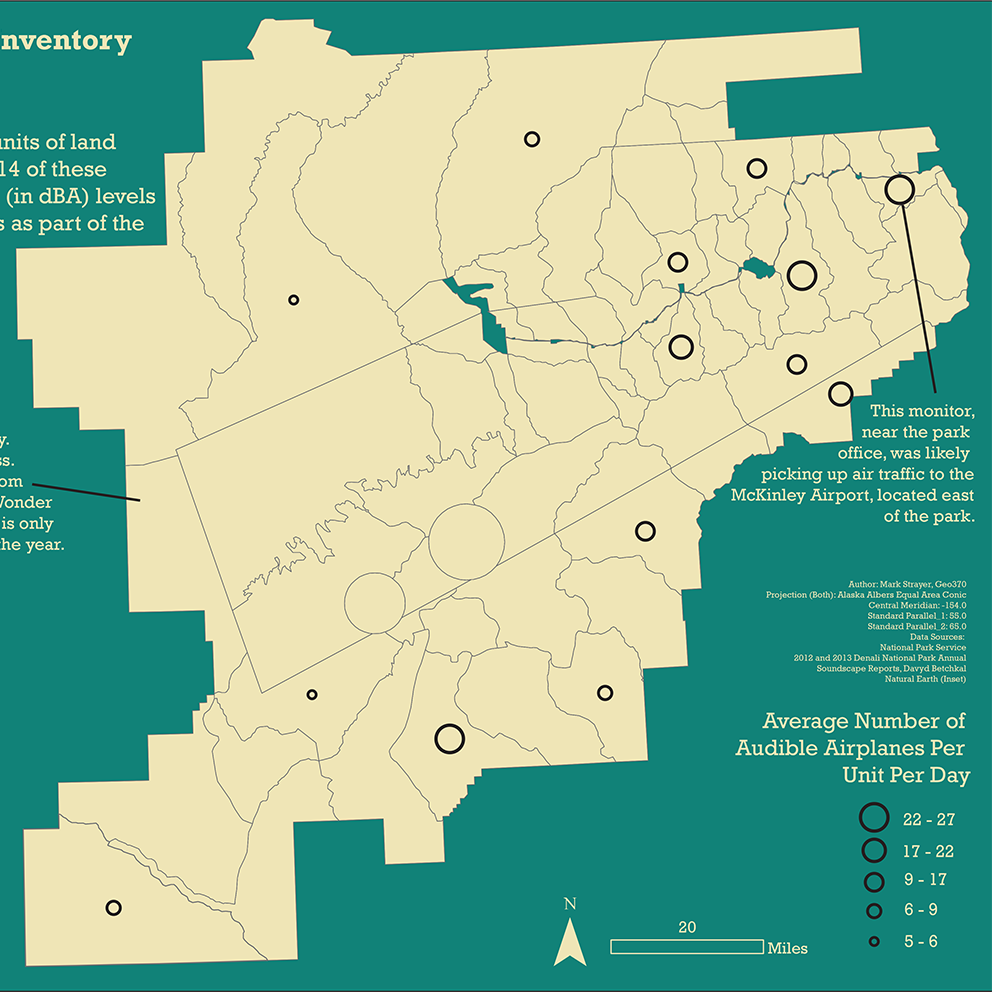 nventory
units of land
14 of these
(in dBA) levels
s as part of the
y.
ss.
om
Wonder
is only
he year.
This monitor,
near the park
office, was likely
picking up air traffic to the
McKinley Airport, located east
of the park.
Author: Mark Strayer, Geo370
Projection (Both): Alaska Albers Equal Area Conic
Central Meridian: -154.0
Standard Parallel_1: 55.0
Standard Parallel_2: 65.0
Data Sources:
National Park Service
2012 and 2013 Denali National Park Annual
Soundscape Reports, Davyd Betchkal
Natural Earth (Inset)
Average Number of
Audible Airplanes Per
Unit Per Day
22 - 27
17 - 22
9 - 17
6 - 9
5 - 6
N
20
Miles